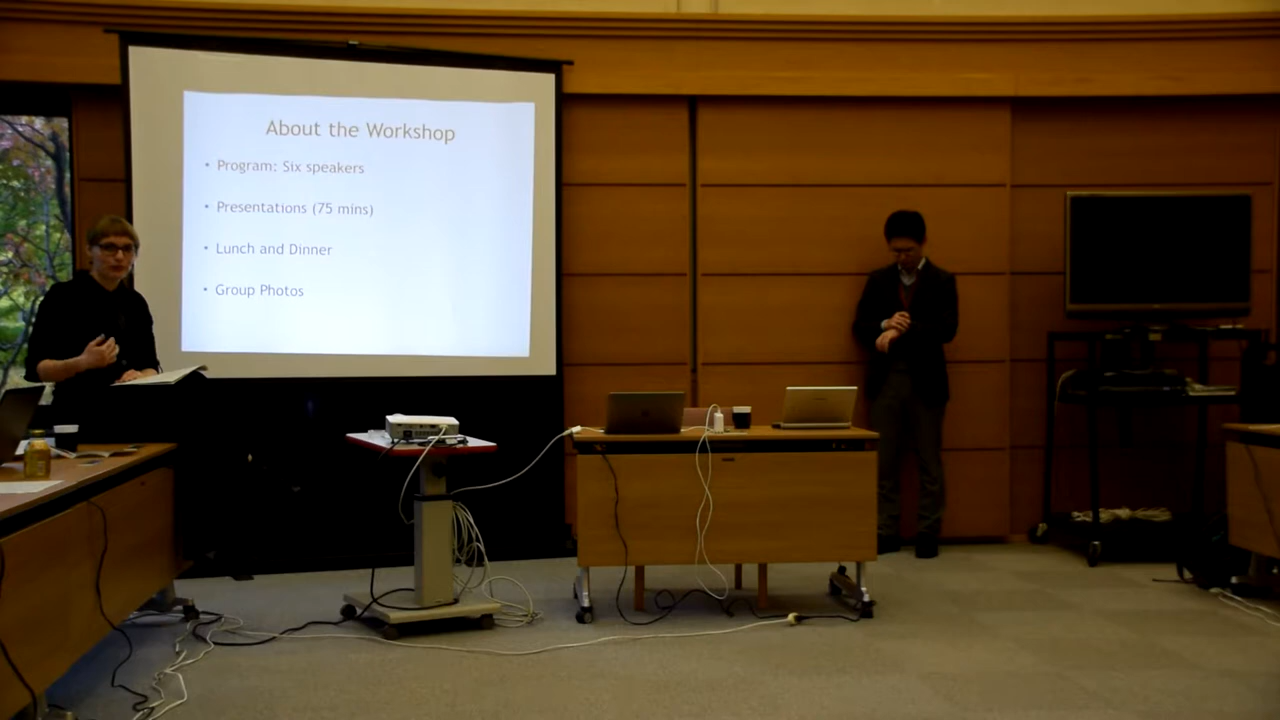 About the Workshop
• Program: Six speakers
• Presentations (75 mins)
• Lunch and Dinner
• Group Photos